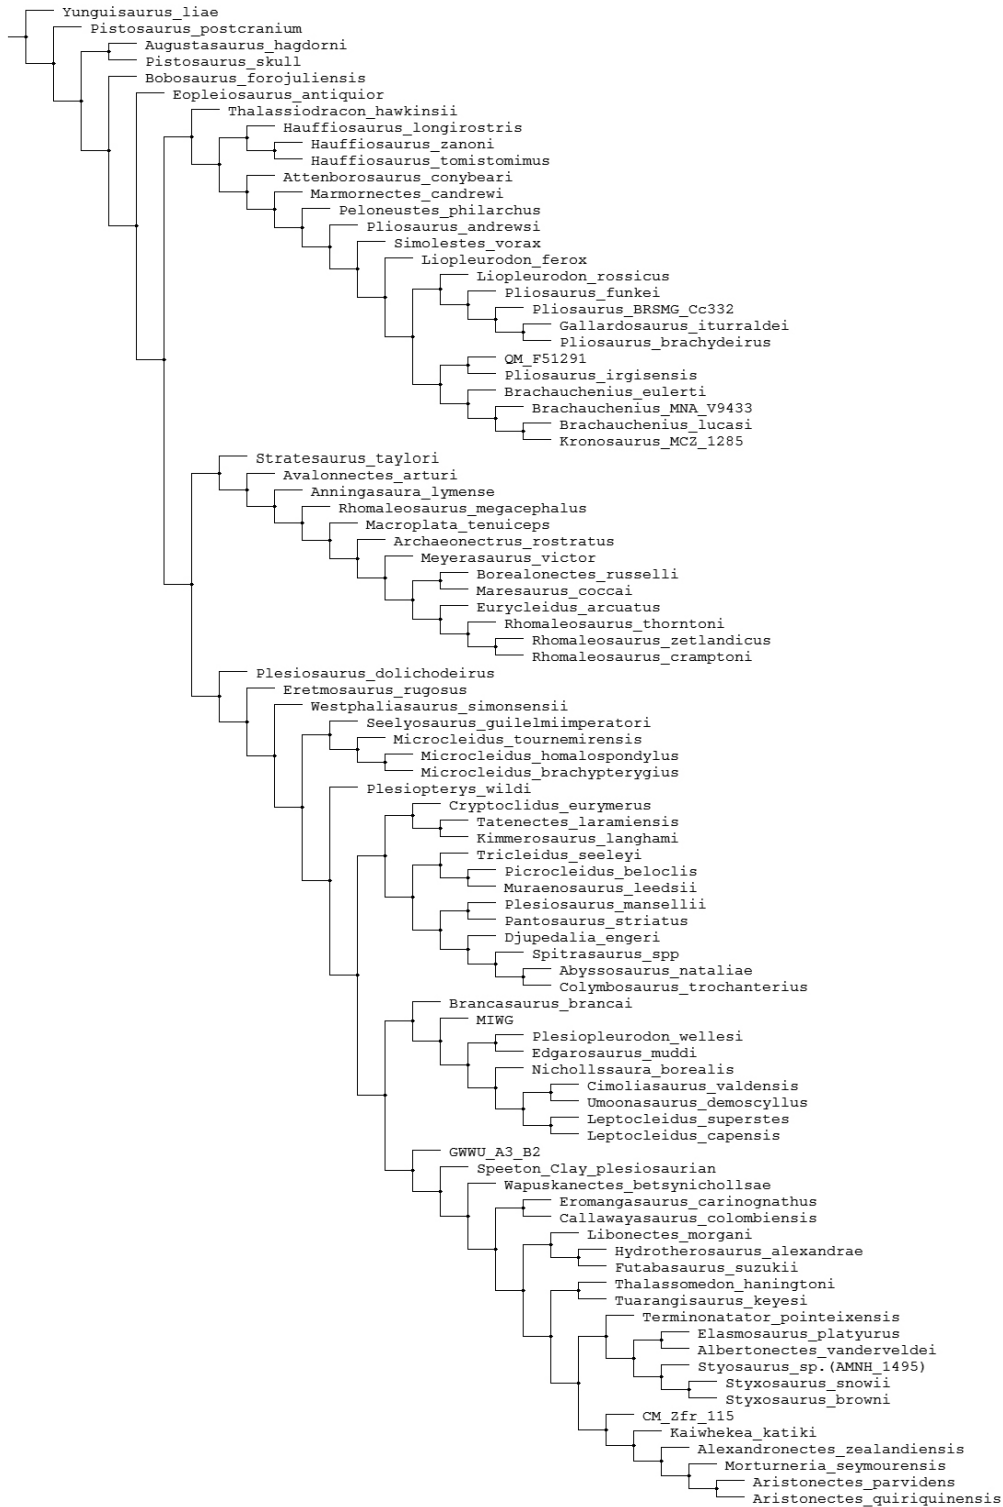 Yunguisaurus_liae
Pistosaurus_postcranium
Augustasaurus_hagdorni
Pistosaurus_skull
Bobosaurus_forojuliensis
Eopleiosaurus_antiquior
Thalassiodracon_hawkinsii
Hauffiosaurus_longirostris
Hauffiosaurus_zanoni
Hauffiosaurus_tomistomimus
Attenborosaurus_conybeari
Marmornectes_candrewi
Peloneustes_philarchus
Pliosaurus_andrewsi
Simolestes_vorax
Liopleurodon_ferox
Liopleurodon_rossicus
Pliosaurus_funkei
Pliosaurus_BRSMG_Cc332
Gallardosaurus_iturraldei
Pliosaurus_brachydeirus
QM_F51291
Pliosaurus_irgisensis
Brachauchenius_eulerti
Brachauchenius_MNA_V9433
Brachauchenius_lucasi
Kronosaurus_MCZ_1285
Stratesaurus_taylori
Avalonnectes_arturi
Anningasaura_lymense
Rhomaleosaurus_megacephalus
Macroplata_tenuiceps
Archaeonectrus_rostratus
Meyerasaurus_victor
Borealonectes_russelli
Maresaurus_coccai
Eurycleidus_arcuatus
Rhomaleosaurus_thorntoni
Rhomaleosaurus_zetlandicus
Rhomaleosaurus_cramptoni
Plesiosaurus_dolichodeirus
Eretmosaurus_rugosus
Westphaliasaurus_simonsensii
Seelyosaurus_guilelmiimperatori
Microcleidus_tournemirensis
Microcleidus_homalospondylus
Microcleidus_brachypterygius
Plesiopterys_wildi
Cryptoclidus_eurymerus
Tatenectes_laramiensis
Kimmerosaurus_langhami
Tricleidus_seeleyi
Picrocleidus_beloclis
Muraenosaurus_leedsii
Plesiosaurus_mansellii
Pantosaurus_striatus
Djupedalia_engeri
Spitrasaurus_spp
Abyssosaurus_nataliae
Colymbosaurus_trochanterius
Brancasaurus_brancai
MIWG
Plesiopleurodon_wellesi
Edgarosaurus_muddi
Nichollssaura_borealis
Cimoliasaurus_valdensis
Umoonasaurus_demoscyllus
Leptocleidus_superstes
Leptocleidus_capensis
GWWU_A3_B2
Speeton_Clay_plesiosaurian
Wapuskanectes_betsynichollsae
Eromangasaurus_carinognathus
Callawayasaurus_colombiensis
Libonectes_morgani
Hydrotherosaurus_alexandrae
Futabasaurus_suzukii
Thalassomedon_haningtoni
Tuarangisaurus_keyesi
Terminonatator_pointeixensis
Elasmosaurus_platyurus
Albertonectes_vanderveldei
Styosaurus_sp.(AMNH_1495)
Styxosaurus_snowii
Styxosaurus_browni
CM_Zfr_115
Kaiwhekea_katiki
Alexandronectes_zealandiensis
Morturneria_seymourensis
Aristonectes_parvidens
Aristonectes_quiriquinensis